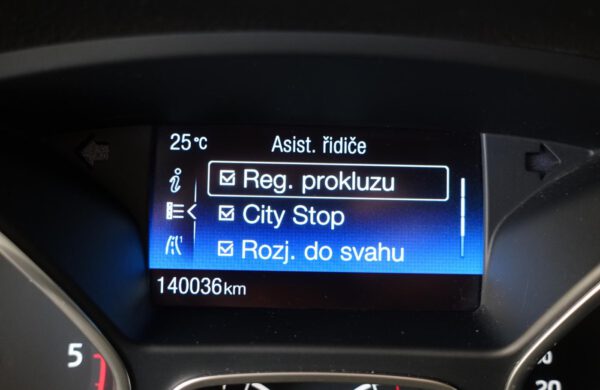 25°C Asist. řidiče
Reg. prokluzu
City Stop
Rozj. do svahu
140036km
5
20